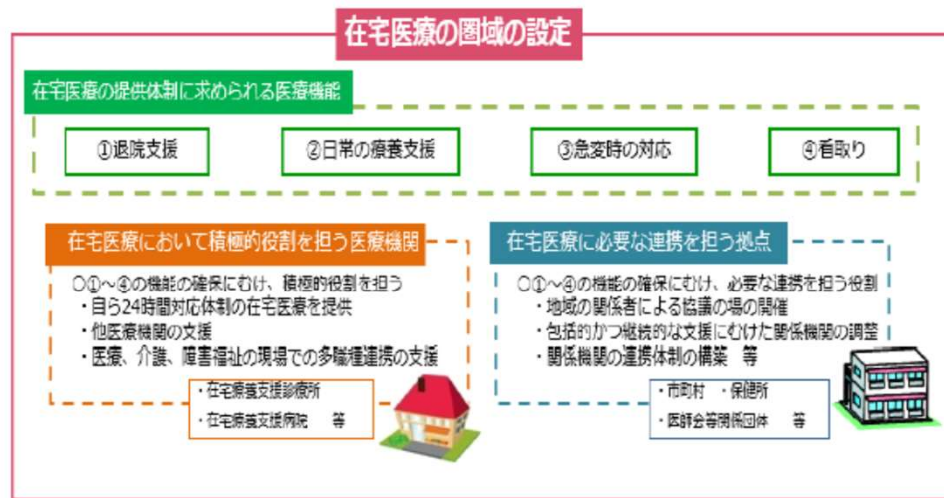 在宅医療の圏域の設定
在宅医療の提供体制に求められる医療機能
①退院支援
②日常の療養支援
③急変時の対応
④看取り
在宅医療において積極的役割を担う医療機関
○①～④の機能の確保にむけ、積極的役割を担う
・自ら24時間対応体制の在宅医療を提供
・他医療機関の支援
・医療、介護、障害福祉の現場での多職種連携の支援
・在宅療養支援診療所
・在宅療養支援病院　等
在宅医療に必要な連携を担う拠点
○①～④の機能の確保にむけ、必要な連携を担う役割
・地域の関係者による協議の場の開催
・包括的かつ継続的な支援にむけた関係機関の調整
・関係機関の連携体制の構築　等
・市町村　・保健所
・医師会等関係団体　等